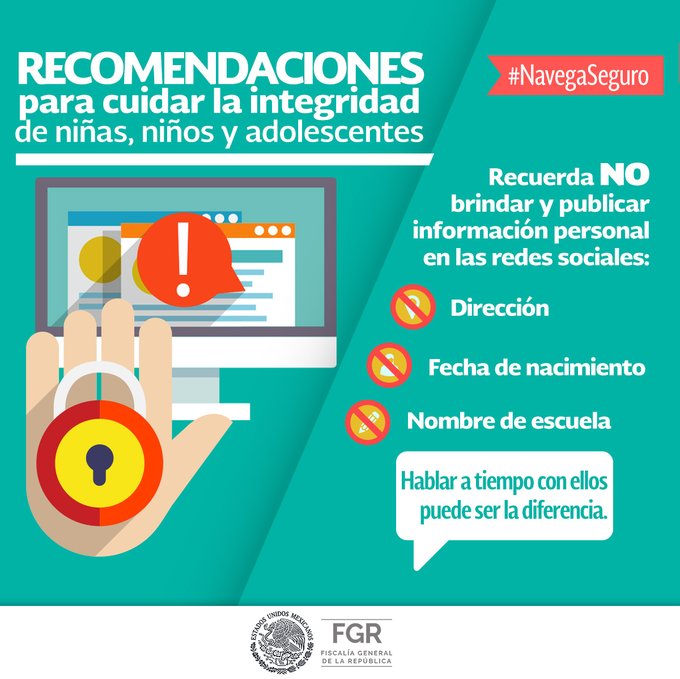 RECOMENDACIONES
para cuidar la integridad
de niñas, niños y adolescentes
#NavegaSeguro
Recuerda NO
brindar y publicar
información personal
en las redes sociales:
Dirección
Fecha de nacimiento
Nombre de escuela
Hablar a tiempo con ellos
puede ser la diferencia.
ESTADOS UNIDOS MEXICANOS
FGR
FISCALÍA GENERAL
DE LA REPÚBLICA